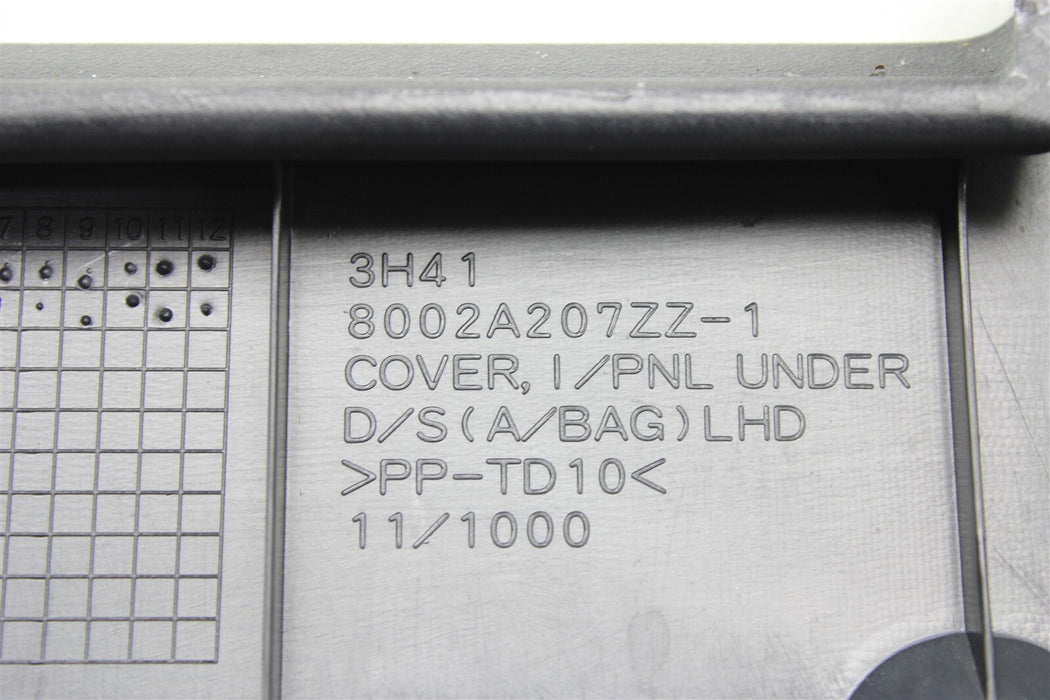 7 8 9 10 11 12
3H41
8002A207ZZ-1
COVER, I/PNL UNDER
D/S(A/BAG)LHD
>PP-TD10<
11/1000